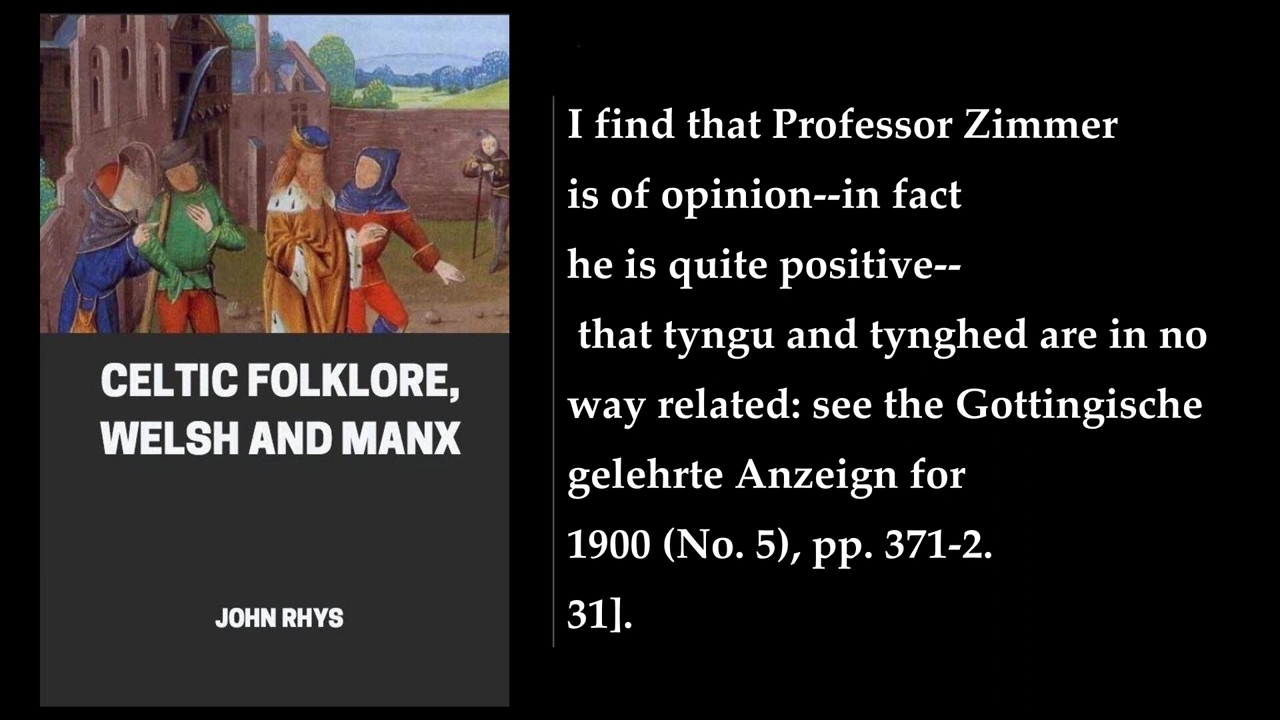 CELTIC FOLKLORE,
WELSH AND MANX
JOHN RHYS
I find that Professor Zimmer
is of opinion--in fact
he is quite positive--
that tyngu and tynghed are in no
way related: see the Gottingische
gelehrte Anzeign for
1900 (No. 5), pp. 371-2.
31].